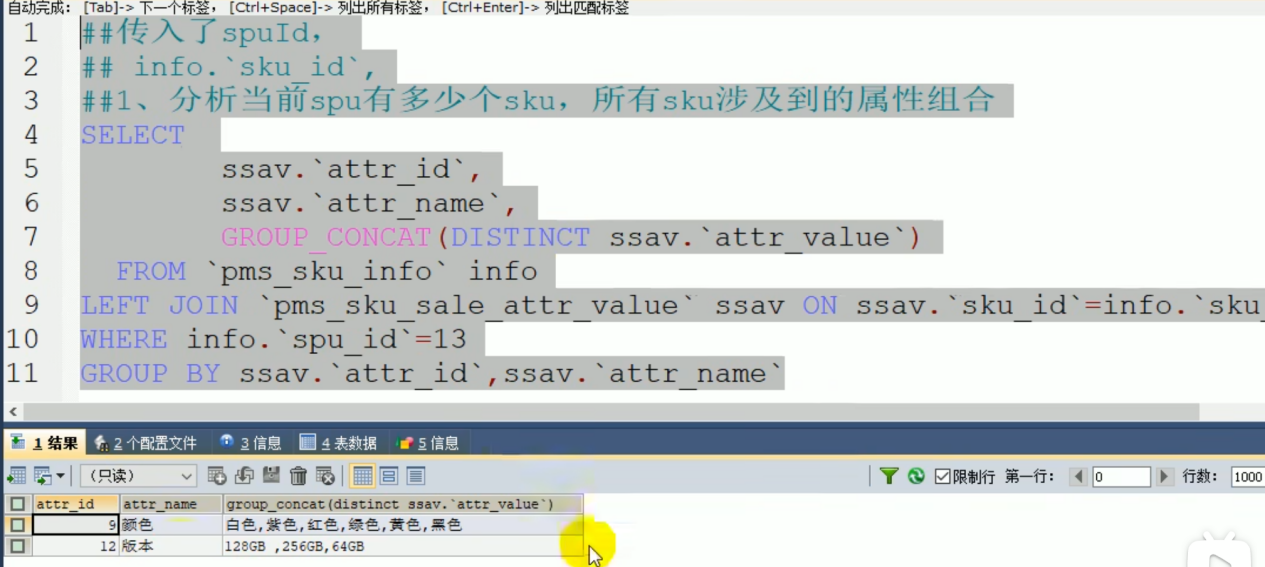 自动完成： [Tab]-> 下一个标签， [Ctrl+Space]-> 列出所有标签， [Ctrl+Enter]-> 列出匹配标签
1 ##传入了spuId，
2 ## info.`sku_id`,
3 ##1、分析当前spu有多少个sku，所有sku涉及到的属性组合
4 SELECT
5 ssav.`attr_id`,
6 ssav.`attr_name`,
7 GROUP_CONCAT(DISTINCT ssav.`attr_value`)
8 FROM `pms_sku_info` info
9 LEFT JOIN `pms_sku_sale_attr_value` ssav ON ssav.`sku_id`=info.`sku_
10 WHERE info.`spu_id`=13
11 GROUP BY ssav.`attr_id`,ssav.`attr_name`
1 结果 2 个配置文件 3 信息 4 表数据 5 信息
（只读） 限制行 第一行： 0 行数： 1000
attr_id attr_name group_concat(distinct ssav.`attr_value`)
9 颜色 白色,紫色,红色,绿色,黄色,黑色
12 版本 128GB ,256GB,64GB